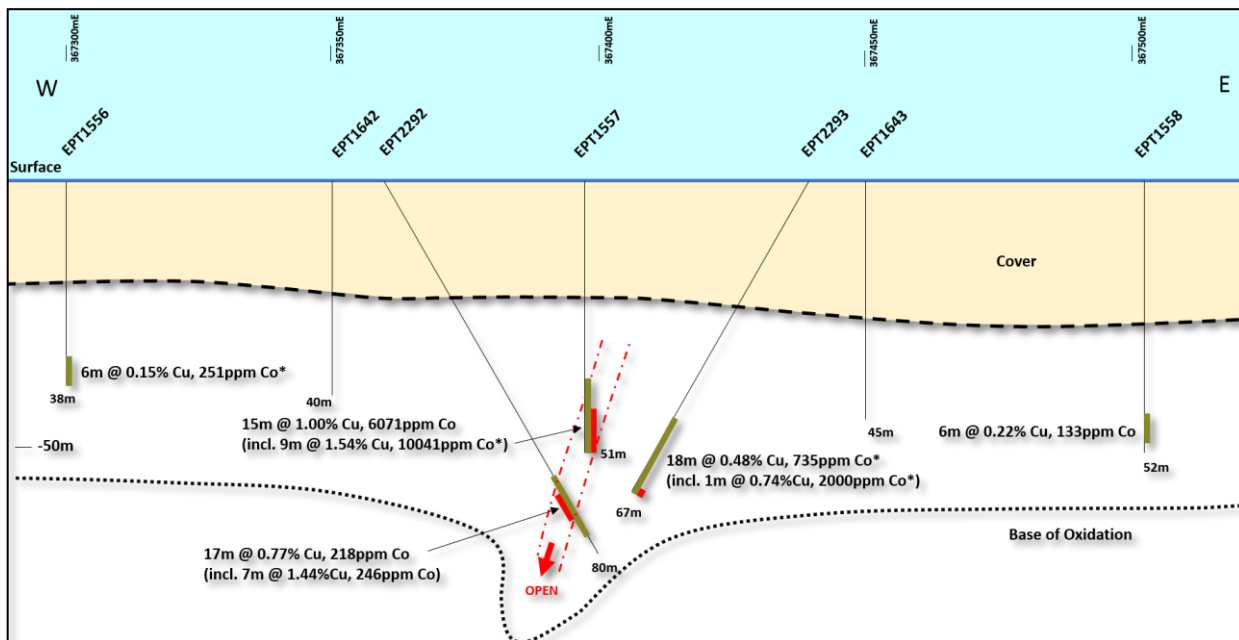 367300mE
367350mE
367400mE
367450mE
367500mE
W
E
EPT1556
EPT1642
EPT2292
EPT1557
EPT2293
EPT1643
EPT1558
Surface
Cover
6m @ 0.15% Cu, 251ppm Co*
38m
40m
15m @ 1.00% Cu, 6071ppm Co
(incl. 9m @ 1.54% Cu, 10041ppm Co*)
51m
45m
6m @ 0.22% Cu, 133ppm Co
52m
-50m
18m @ 0.48% Cu, 735ppm Co*
(incl. 1m @ 0.74%Cu, 2000ppm Co*)
67m
Base of Oxidation
17m @ 0.77% Cu, 218ppm Co
(incl. 7m @ 1.44%Cu, 246ppm Co)
80m
OPEN